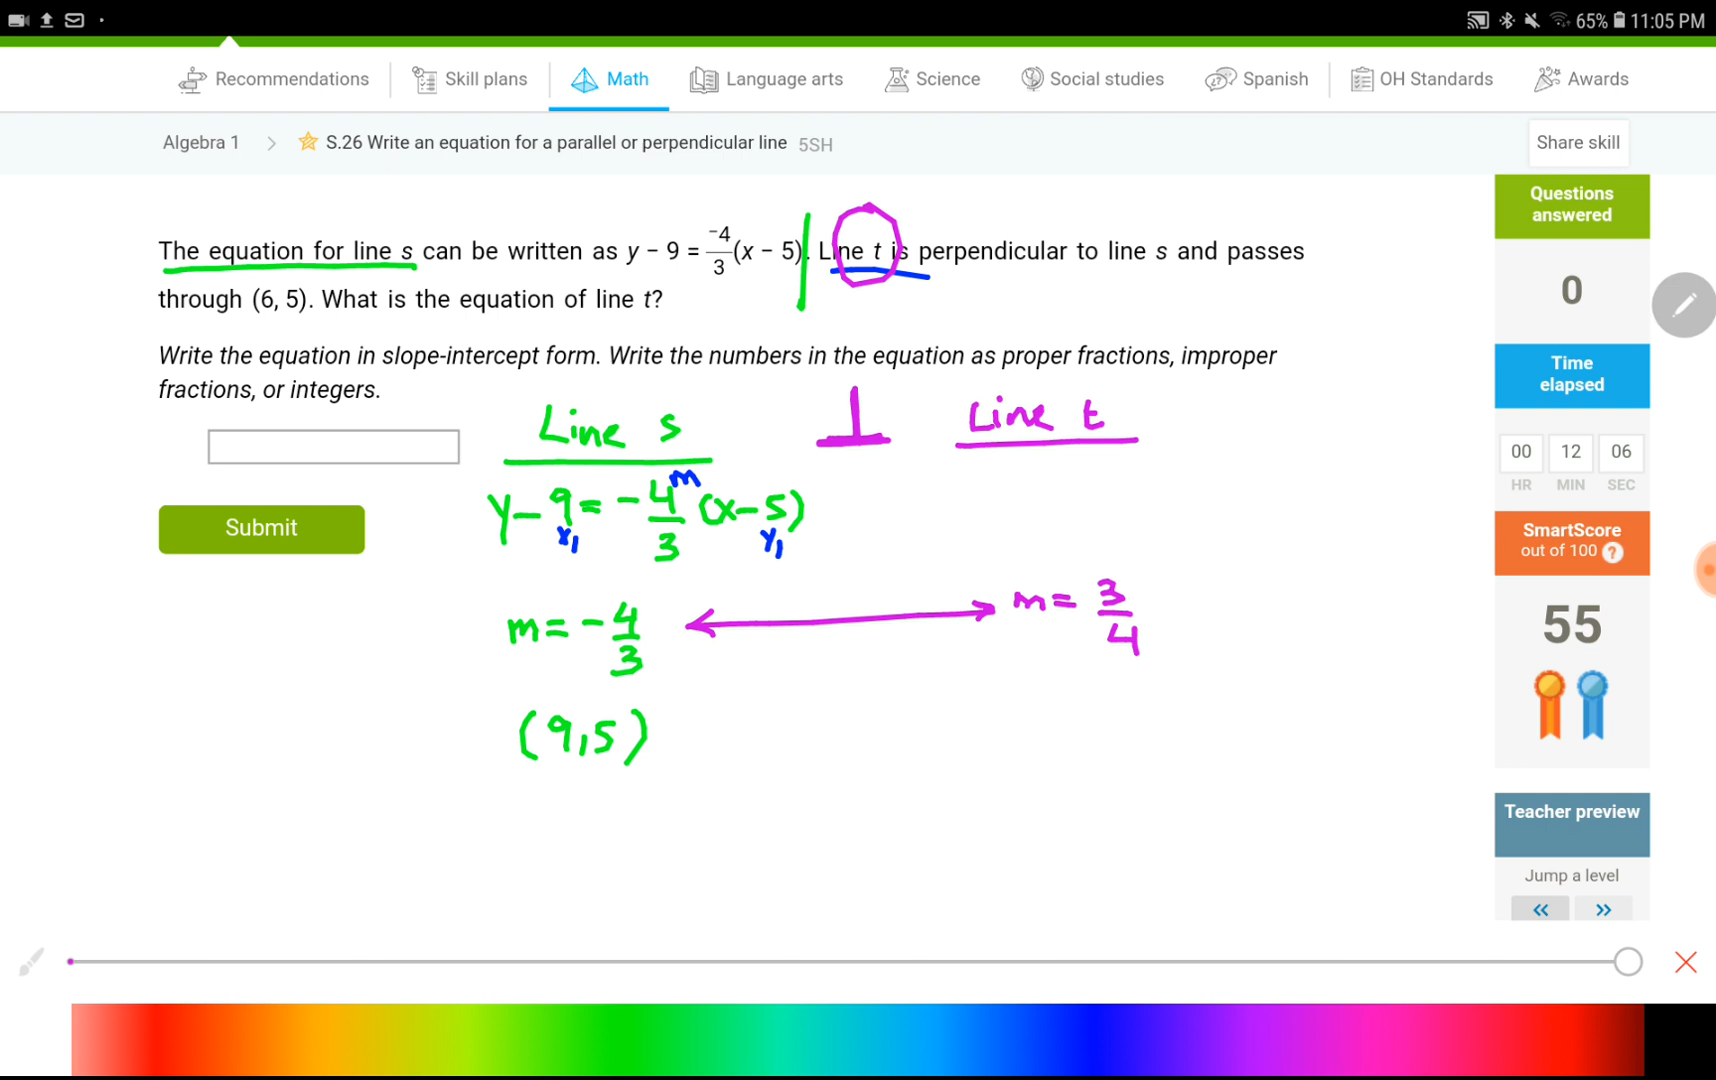 65% 11:05 PM
Recommendations Skill plans Math Language arts Science Social studies Spanish OH Standards Awards
Algebra 1 > S.26 Write an equation for a parallel or perpendicular line 5SH
Share skill
The equation for line s can be written as y − 9 = -4/3(x − 5). Line t is perpendicular to line s and passes
through (6, 5). What is the equation of line t?
Write the equation in slope-intercept form. Write the numbers in the equation as proper fractions, improper
fractions, or integers.
Submit
Line s
⊥
Line t
y − 9 = −4/3 (x − 5)
m
x1
y1
m = −4/3
m = 3/4
(9,5)
Questions
answered
0
Time
elapsed
00 12 06
HR MIN SEC
SmartScore
out of 100 ?
55
Teacher preview
Jump a level
« »